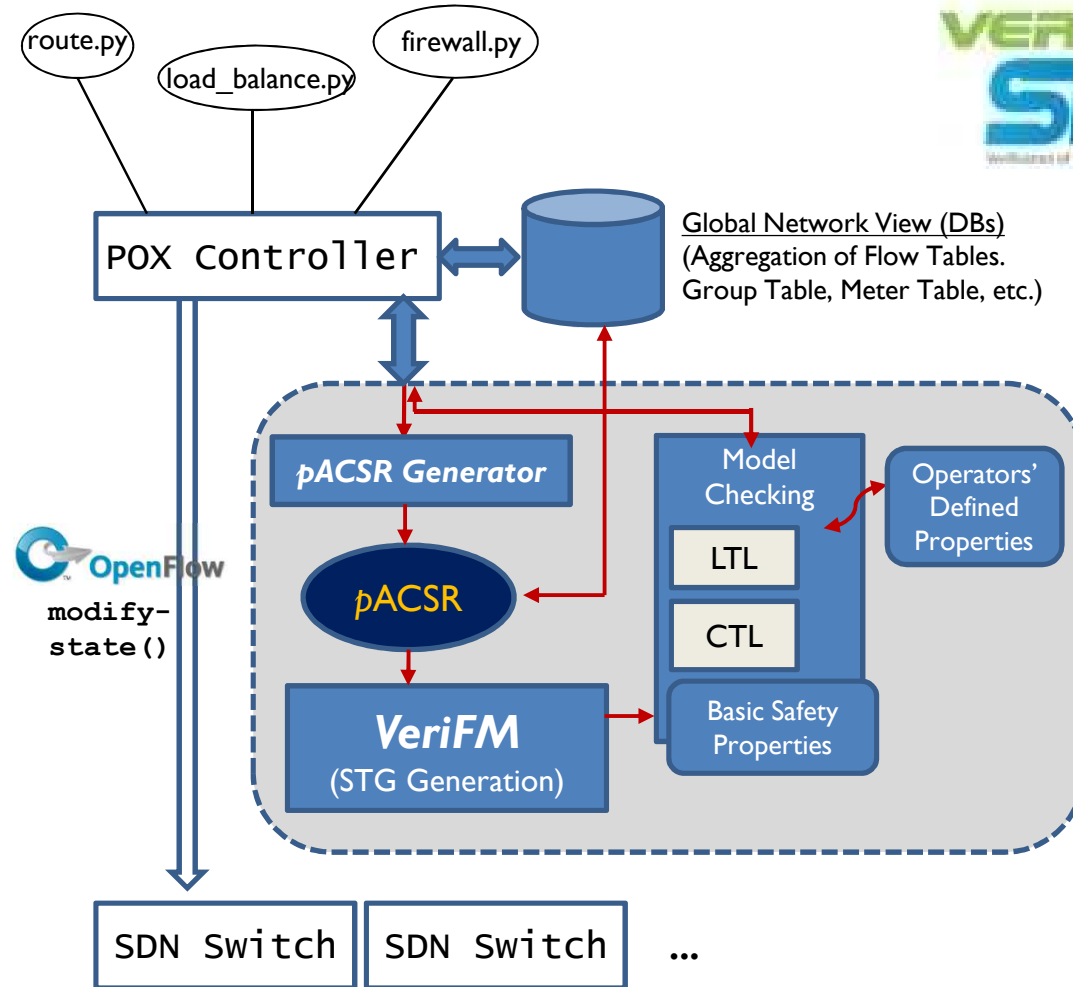 route.py
load_balance.py
firewall.py
POX Controller
Global Network View (DBs)
(Aggregation of Flow Tables.
Group Table, Meter Table, etc.)
pACSR Generator
Model
Checking
Operators’
Defined
Properties
LTL
CTL
pACSR
OpenFlow
TM
modify-
state()
VeriFM
(STG Generation)
Basic Safety
Properties
SDN Switch
SDN Switch
...